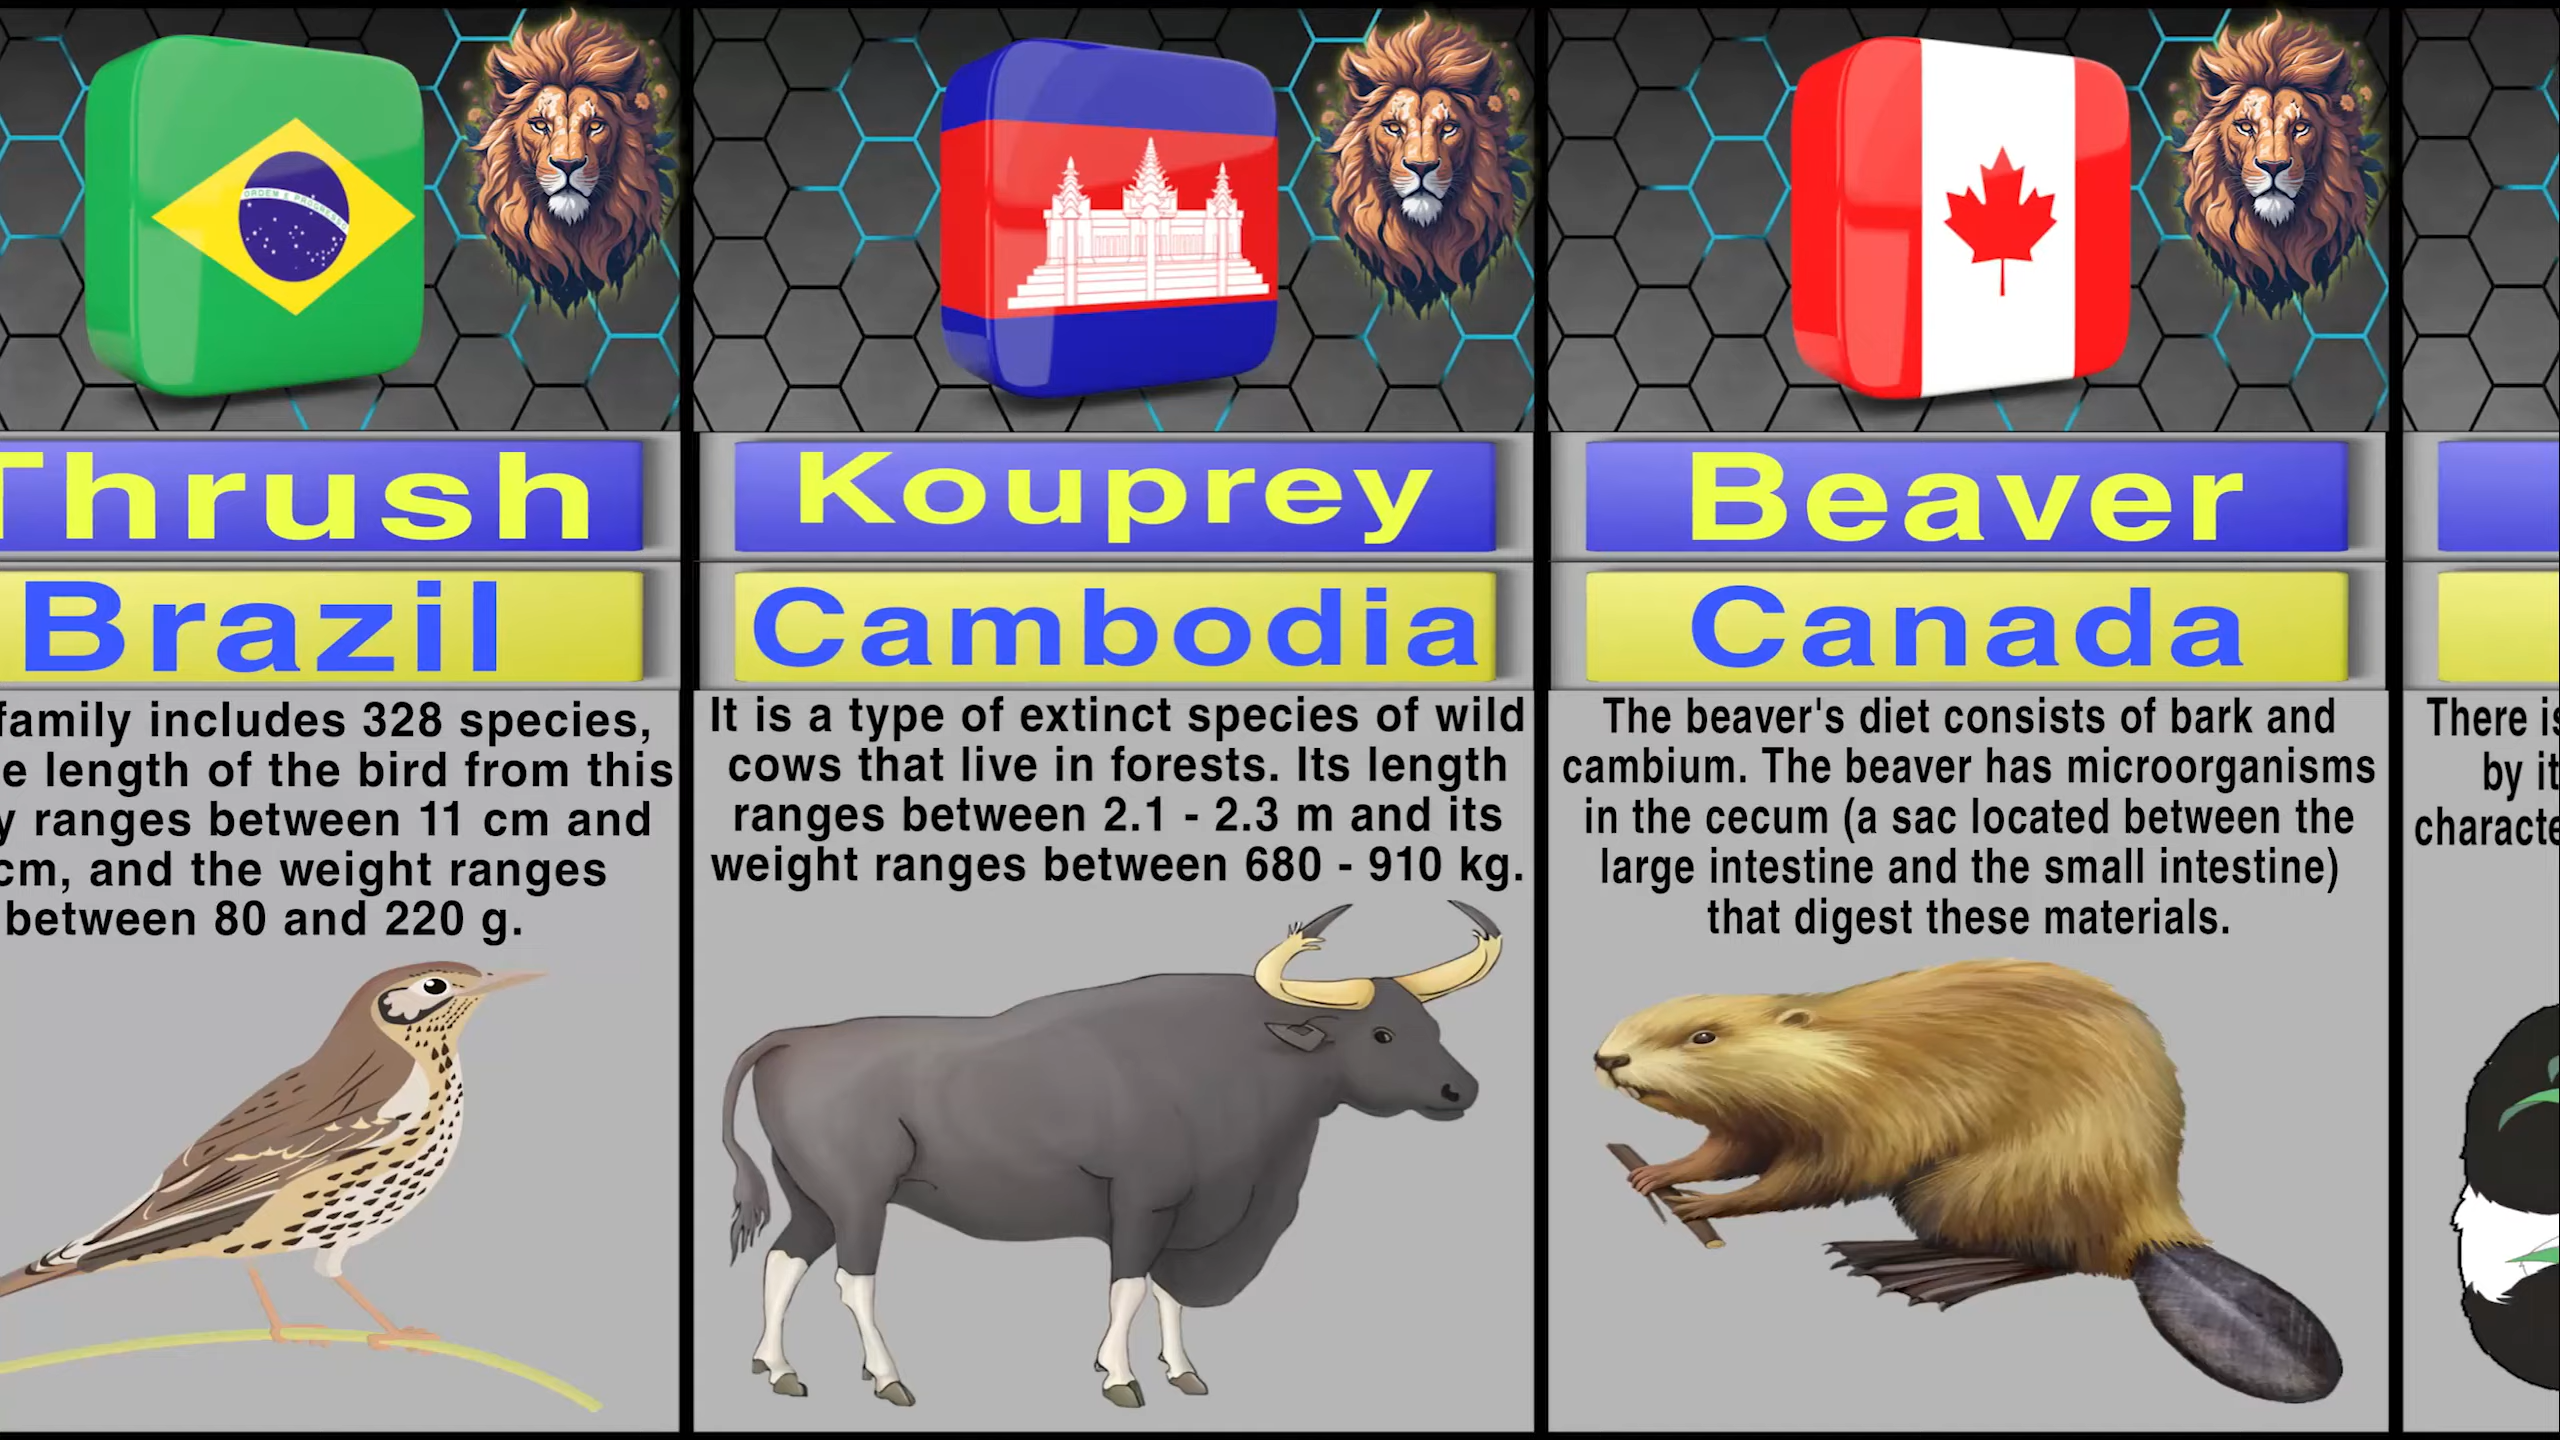 ORDEM E PROGRESSO
Thrush
Brazil
family includes 328 species,
length of the bird from this
ranges between 11 cm and
cm, and the weight ranges
between 80 and 220 g.
Kouprey
Cambodia
It is a type of extinct species of wild
cows that live in forests. Its length
ranges between 2.1 - 2.3 m and its
weight ranges between 680 - 910 kg.
Beaver
Canada
The beaver's diet consists of bark and
cambium. The beaver has microorganisms
in the cecum (a sac located between the
large intestine and the small intestine)
that digest these materials.
There is
by it